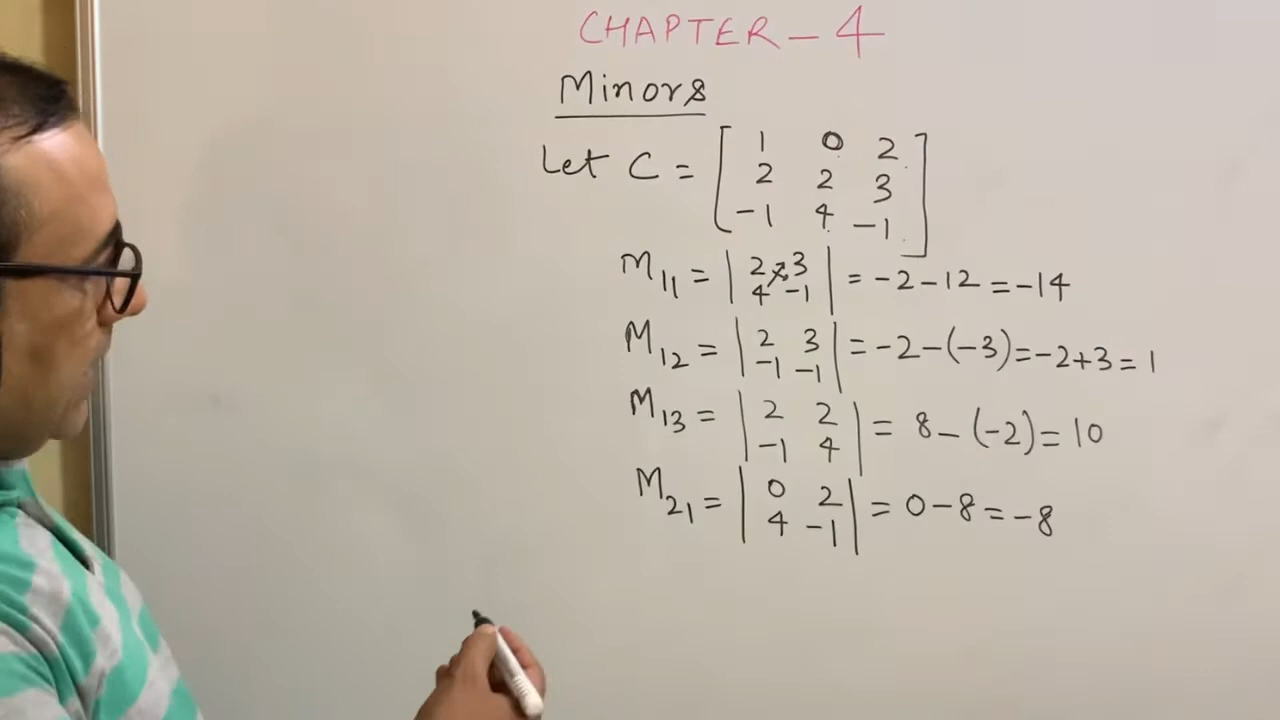 CHAPTER - 4
Minors
Let C = [ 1 0 2
2 2 3
-1 4 -1 ]
M11 = | 2 3 | = -2-12 = -14
4 -1
M12 = | 2 3 | = -2-(-3) = -2+3 = 1
-1 -1
M13 = | 2 2 | = 8-(-2) = 10
-1 4
M21 = | 0 2 | = 0-8 = -8
4 -1